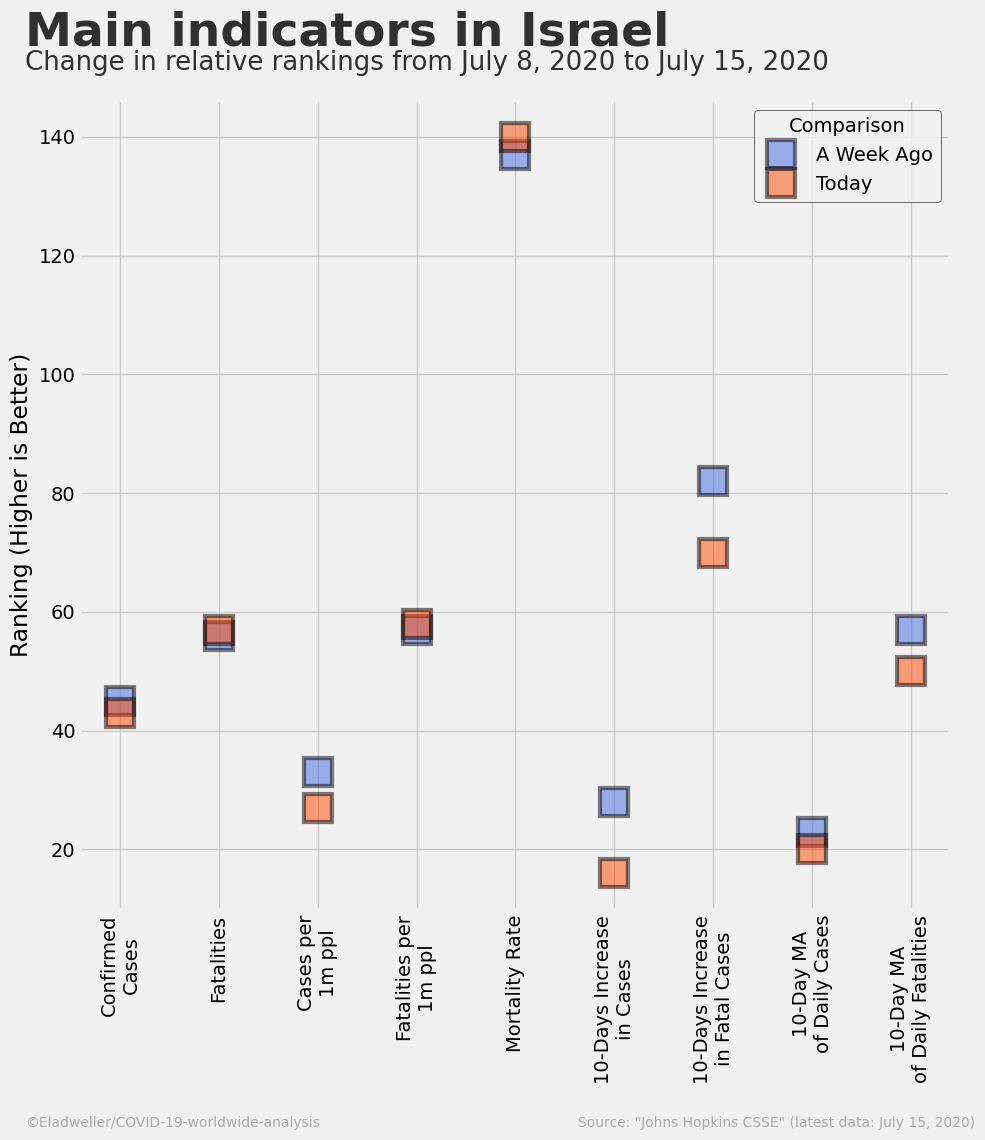 Main indicators in Israel
Change in relative rankings from July 8, 2020 to July 15, 2020
Comparison
A Week Ago
Today
Ranking (Higher is Better)
140
120
100
80
60
40
20
Confirmed
Cases
Fatalities
Cases per
1m ppl
Fatalities per
1m ppl
Mortality Rate
10-Days Increase
in Cases
10-Days Increase
in Fatal Cases
10-Day MA
of Daily Cases
10-Day MA
of Daily Fatalities
©Eladweller/COVID-19-worldwide-analysis
Source: "Johns Hopkins CSSE" (latest data: July 15, 2020)